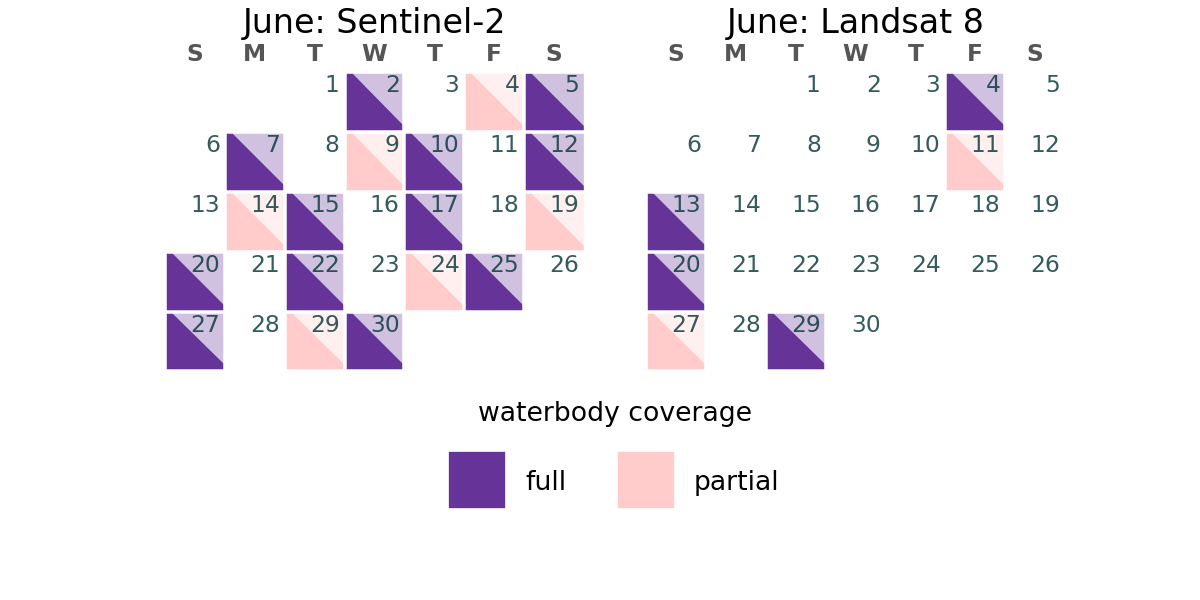 June: Sentinel-2
S M T W T F S
1 2 3 4 5
6 7 8 9 10 11 12
13 14 15 16 17 18 19
20 21 22 23 24 25 26
27 28 29 30
June: Landsat 8
S M T W T F S
1 2 3 4 5
6 7 8 9 10 11 12
13 14 15 16 17 18 19
20 21 22 23 24 25 26
27 28 29 30
waterbody coverage
full partial